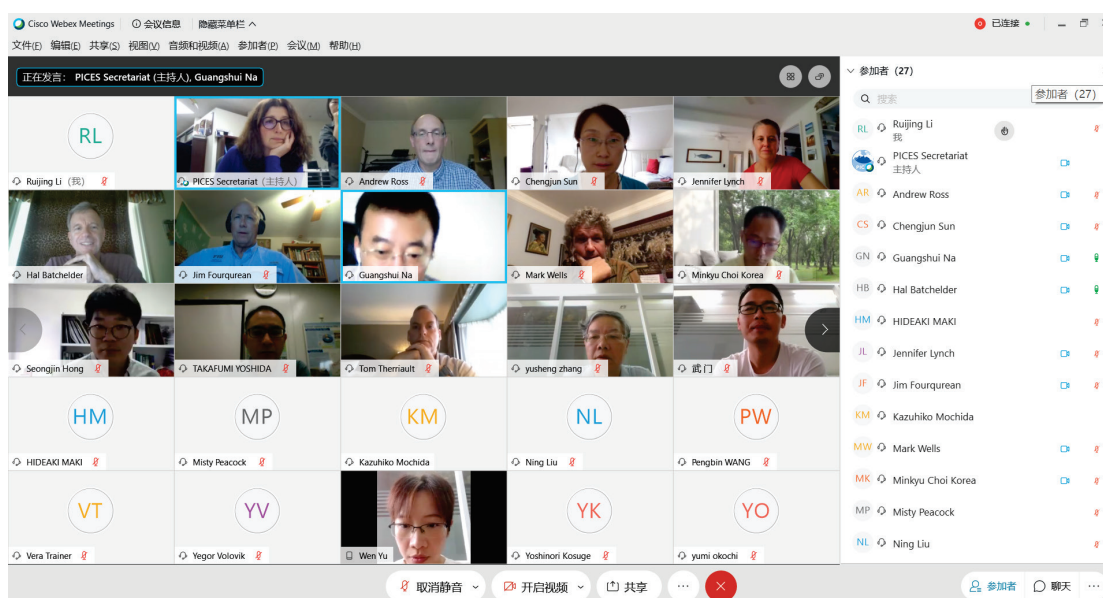 Cisco Webex Meetings ⓘ 会议信息 隐藏菜单栏 ^ 已连接
文件(F) 编辑(E) 共享(S) 视图(V) 音频和视频(A) 参加者(P) 会议(M) 帮助(H)
正在发言： PICES Secretariat (主持人), Guangshui Na
RL
Ruijing Li (我)
PICES Secretariat (主持人)
Andrew Ross
Chengjun Sun
Jennifer Lynch
Hal Batchelder
Jim Fourqurean
Guangshui Na
Mark Wells
Minkyu Choi Korea
Seongjin Hong
TAKAFUMI YOSHIDA
Tom Therriault
yusheng zhang
武门
HM
HIDEAKI MAKI
MP
Misty Peacock
KM
Kazuhiko Mochida
NL
Ning Liu
PW
Pengbin WANG
VT
Vera Trainer
YV
Yegor Volovik
Wen Yu
YK
Yoshinori Kosuge
YO
yumi okochi
参加者 (27)
搜索
参加者 (27)
RL Ruijing Li
我
PICES Secretariat
主持人
AR Andrew Ross
CS Chengjun Sun
GN Guangshui Na
HB Hal Batchelder
HM HIDEAKI MAKI
JL Jennifer Lynch
JF Jim Fourqurean
KM Kazuhiko Mochida
MW Mark Wells
MK Minkyu Choi Korea
MP Misty Peacock
NL Ning Liu
取消静音 开启视频 共享 ··· ×
参加者 聊天 ···